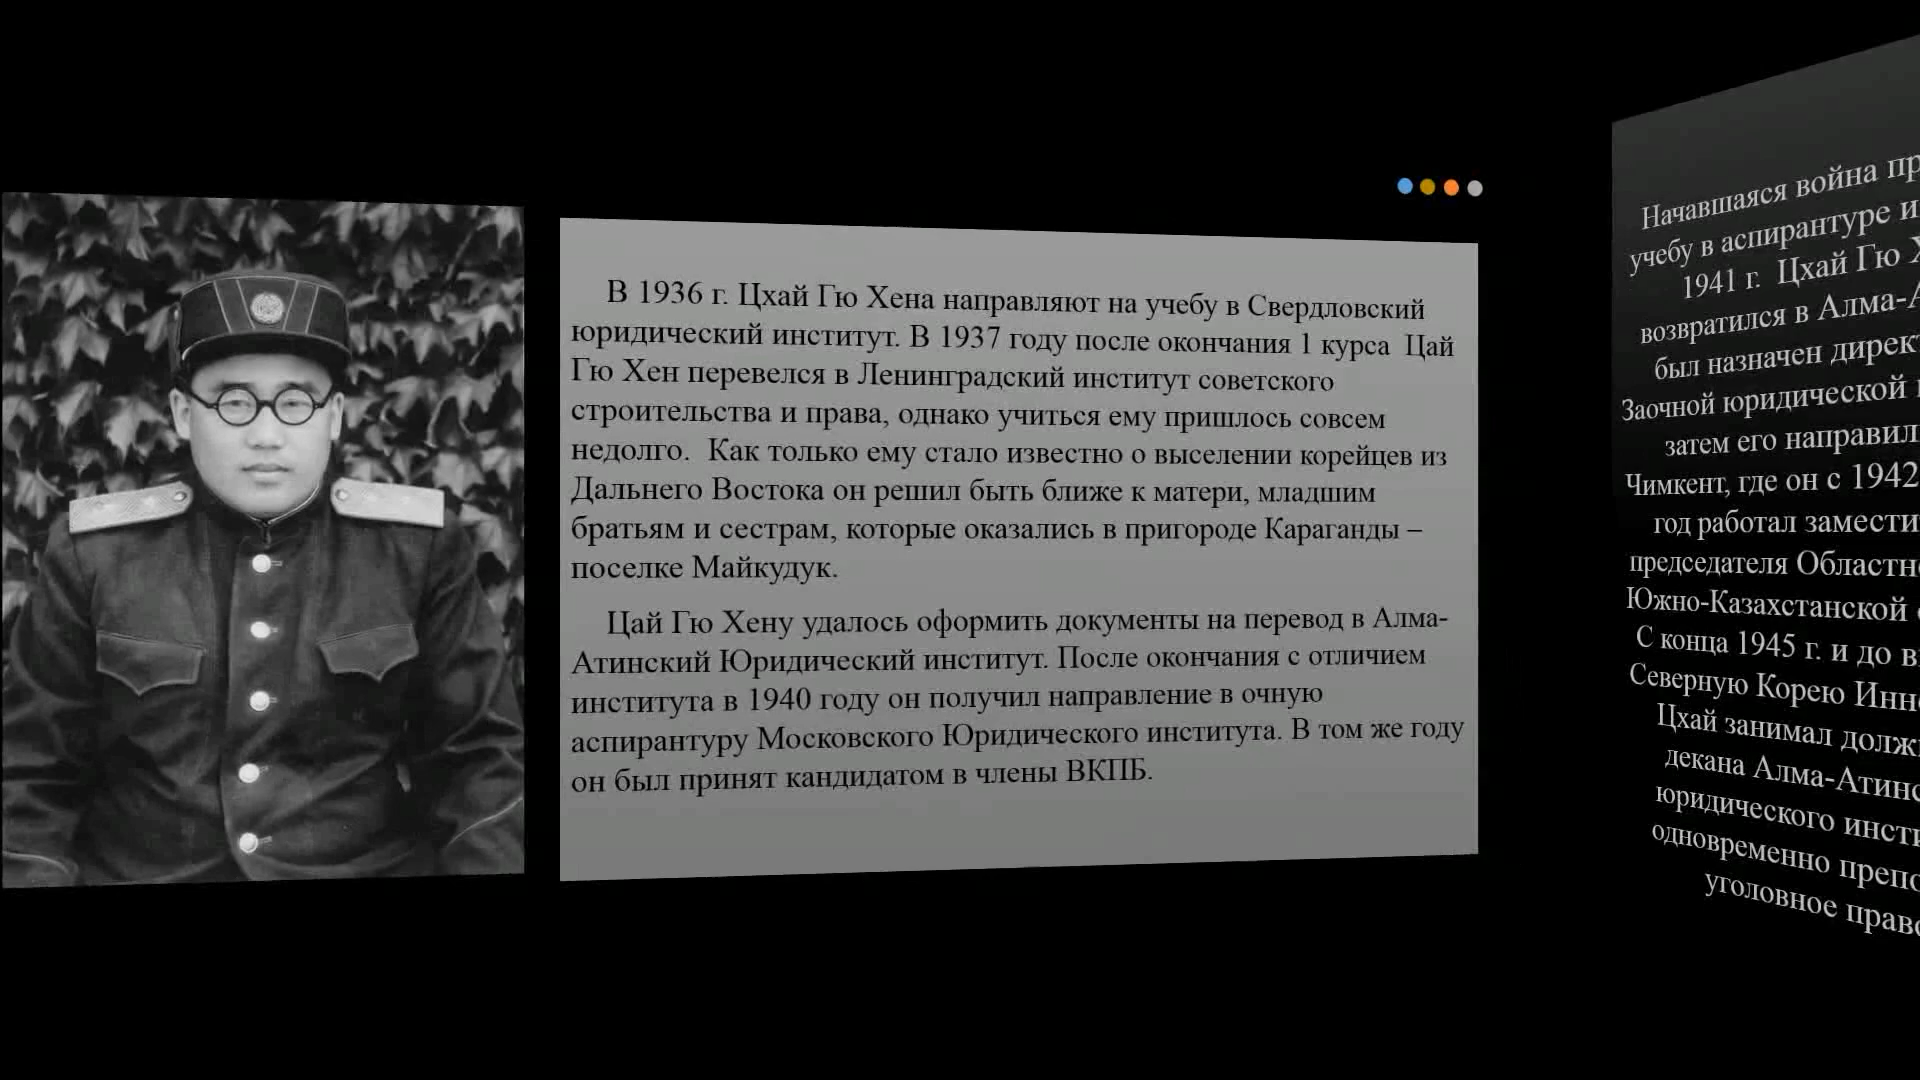 В 1936 г. Цхай Гю Хена направляют на учебу в Свердловский
юридический институт. В 1937 году после окончания 1 курса Цай
Гю Хен перевелся в Ленинградский институт советского
строительства и права, однако учиться ему пришлось совсем
недолго. Как только ему стало известно о выселении корейцев из
Дальнего Востока он решил быть ближе к матери, младшим
братьям и сестрам, которые оказались в пригороде Караганды –
поселке Майкудук.
Цай Гю Хену удалось оформить документы на перевод в Алма-
Атинский Юридический институт. После окончания с отличием
института в 1940 году он получил направление в очную
аспирантуру Московского Юридического института. В том же году
он был принят кандидатом в члены ВКПБ.
Начавшаяся война
учебу в аспирантуре
1941 г. Цхай Гю
возвратился в Алма-
был назначен
Заочной юридической
затем его
Чимкент, где он с 1942
год работал
председателя
Южно-Казахстанской
С конца 1945 г. и до
Северную Корею
Цхай занимал
декана
юридического
одновременно
уголовное